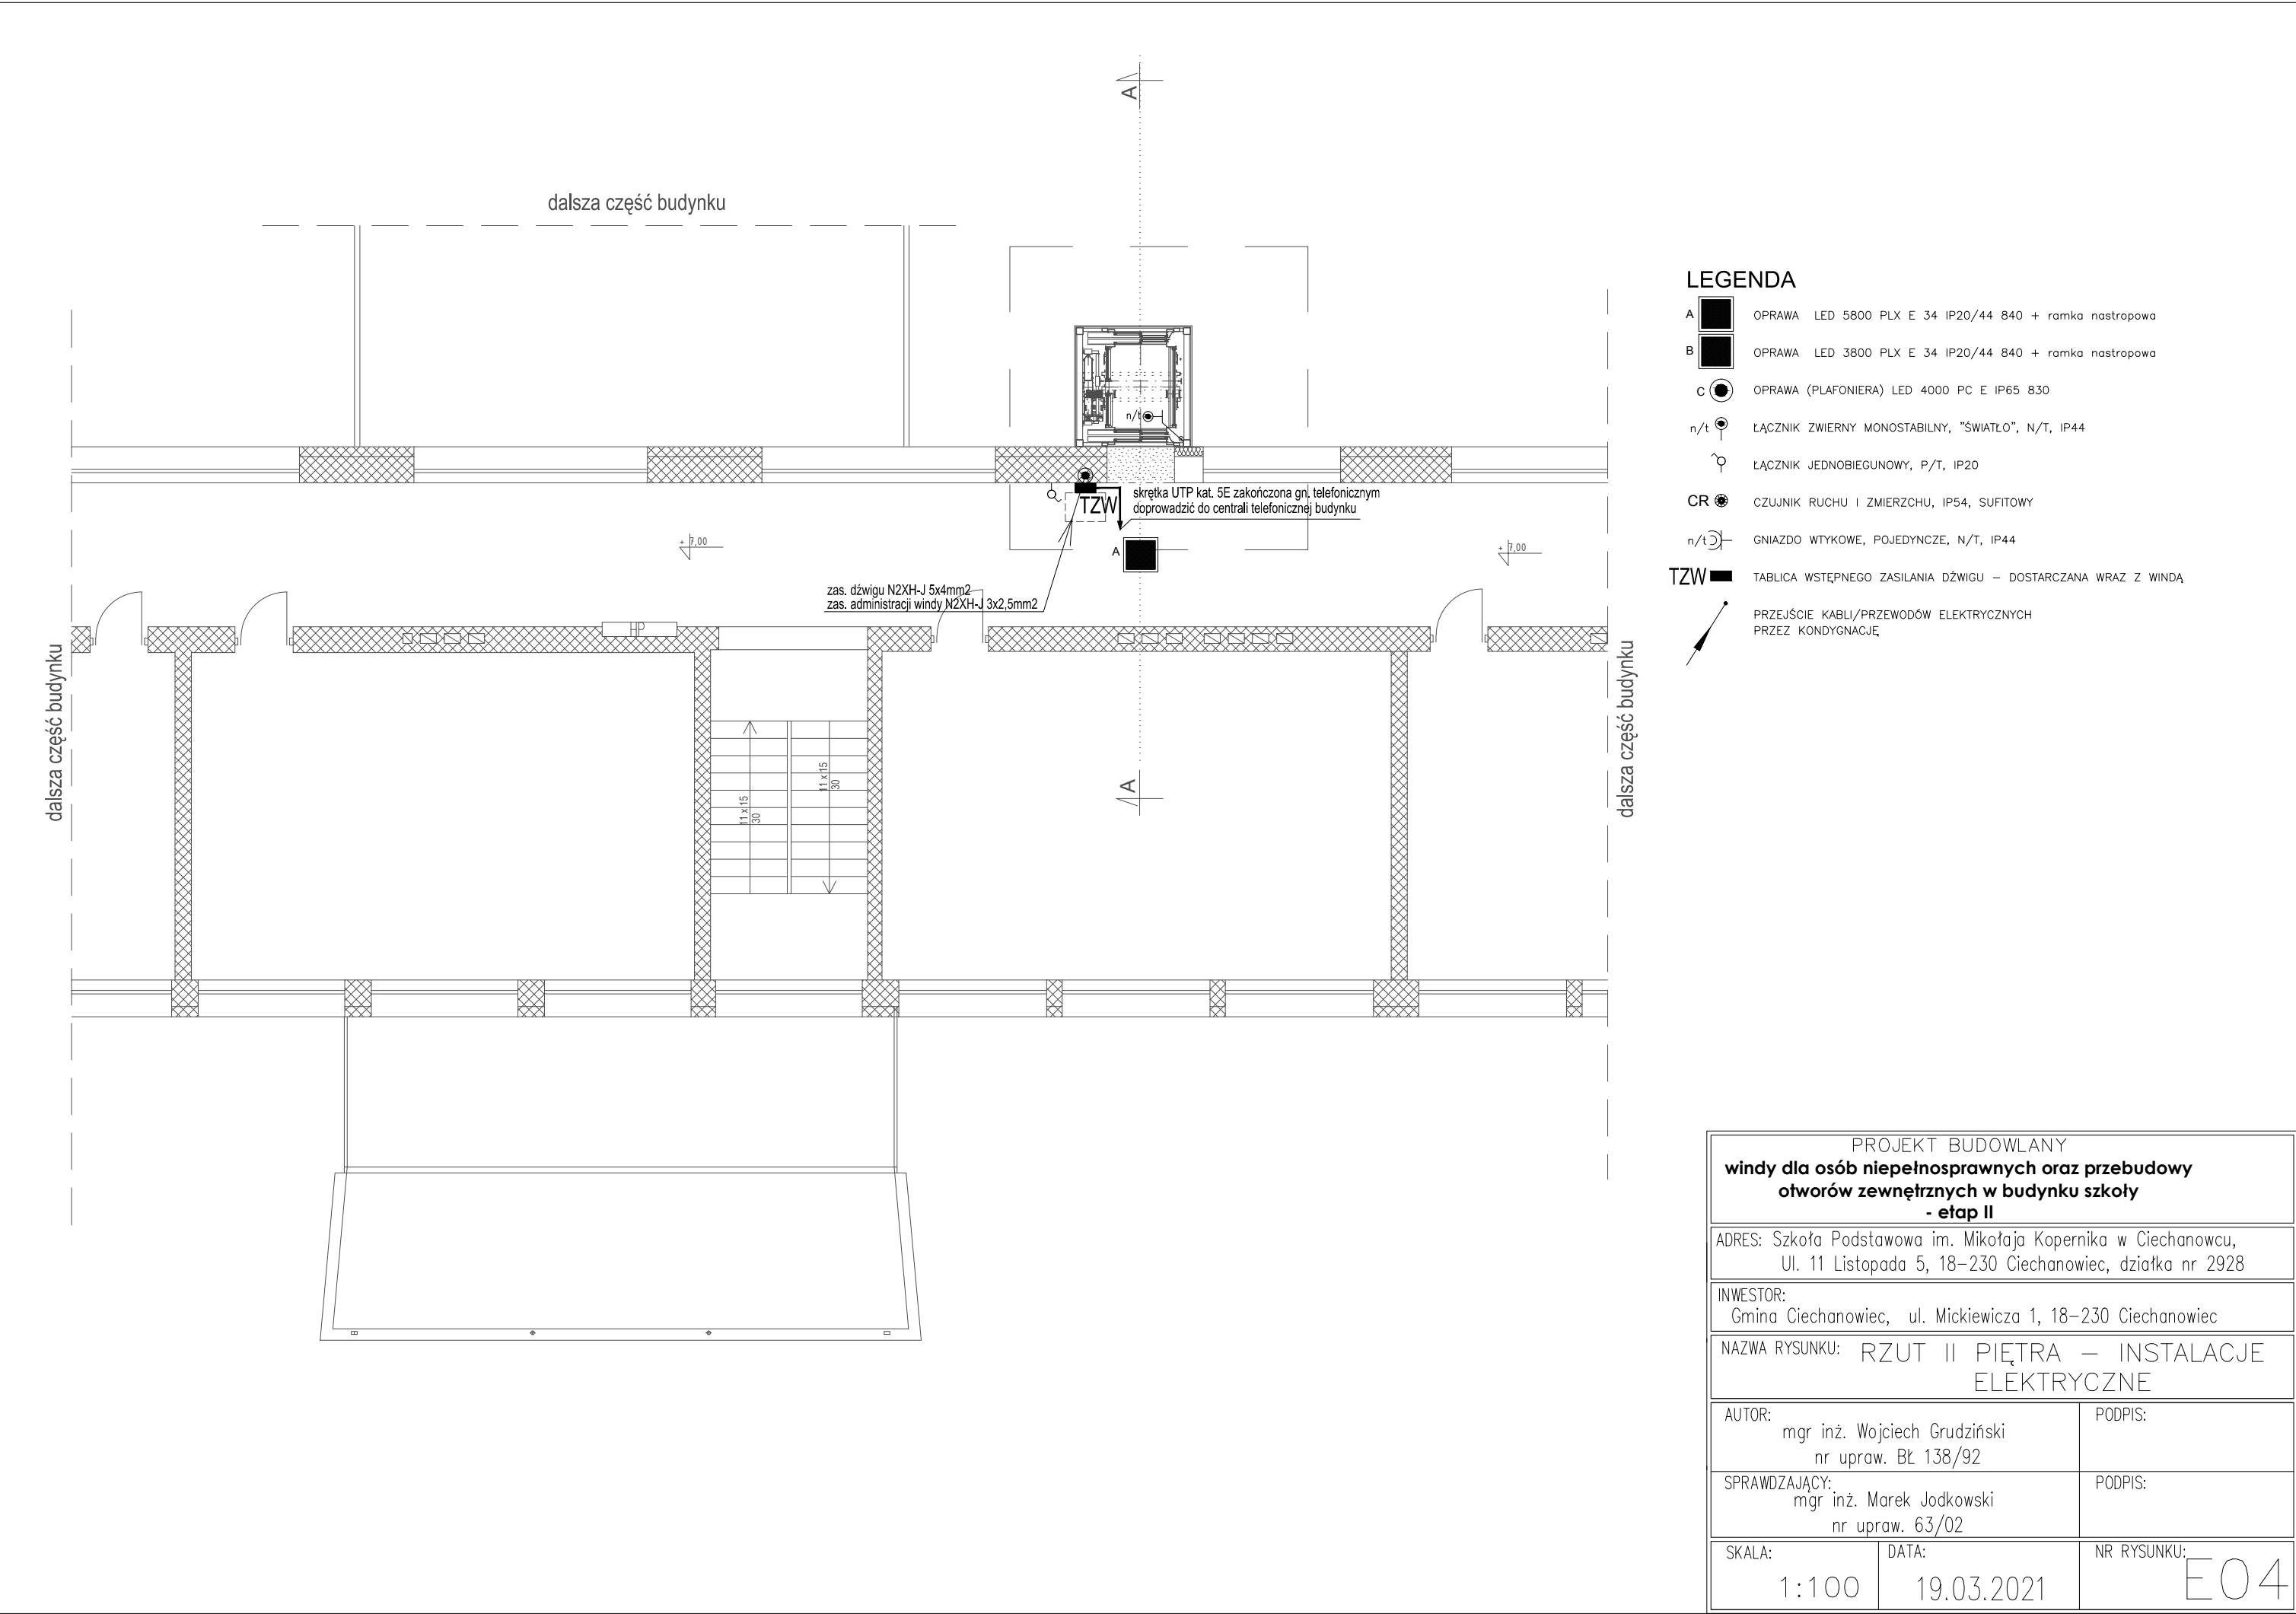 A
dalsza część budynku
n/t
TZW
skrętka UTP kat. 5E zakończona gn. telefonicznym
doprowadzić do centrali telefonicznej budynku
A
+ 7,00
+ 7,00
zas. dźwigu N2XH-J 5x4mm2
zas. administracji windy N2XH-J 3x2,5mm2
HP
dalsza część budynku
dalsza część budynku
11 x 15
30
11 x 15
30
A
LEGENDA
A OPRAWA LED 5800 PLX E 34 IP20/44 840 + ramka nastropowa
B OPRAWA LED 3800 PLX E 34 IP20/44 840 + ramka nastropowa
C OPRAWA (PLAFONIERA) LED 4000 PC E IP65 830
n/t ŁĄCZNIK ZWIERNY MONOSTABILNY, "ŚWIATŁO", N/T, IP44
ŁĄCZNIK JEDNOBIEGUNOWY, P/T, IP20
CR CZUJNIK RUCHU I ZMIERZCHU, IP54, SUFITOWY
n/t GNIAZDO WTYKOWE, POJEDYNCZE, N/T, IP44
TZW TABLICA WSTĘPNEGO ZASILANIA DŹWIGU – DOSTARCZANA WRAZ Z WINDĄ
PRZEJŚCIE KABLI/PRZEWODÓW ELEKTRYCZNYCH
PRZEZ KONDYGNACJĘ
PROJEKT BUDOWLANY
windy dla osób niepełnosprawnych oraz przebudowy
otworów zewnętrznych w budynku szkoły
- etap II
ADRES: Szkoła Podstawowa im. Mikołaja Kopernika w Ciechanowcu,
Ul. 11 Listopada 5, 18–230 Ciechanowiec, działka nr 2928
INWESTOR:
Gmina Ciechanowiec, ul. Mickiewicza 1, 18–230 Ciechanowiec
NAZWA RYSUNKU: RZUT II PIĘTRA – INSTALACJE
ELEKTRYCZNE
AUTOR: PODPIS:
mgr inż. Wojciech Grudziński
nr upraw. BŁ 138/92
SPRAWDZAJĄCY: PODPIS:
mgr inż. Marek Jodkowski
nr upraw. 63/02
SKALA: DATA: NR RYSUNKU:
1:100 19.03.2021 E04